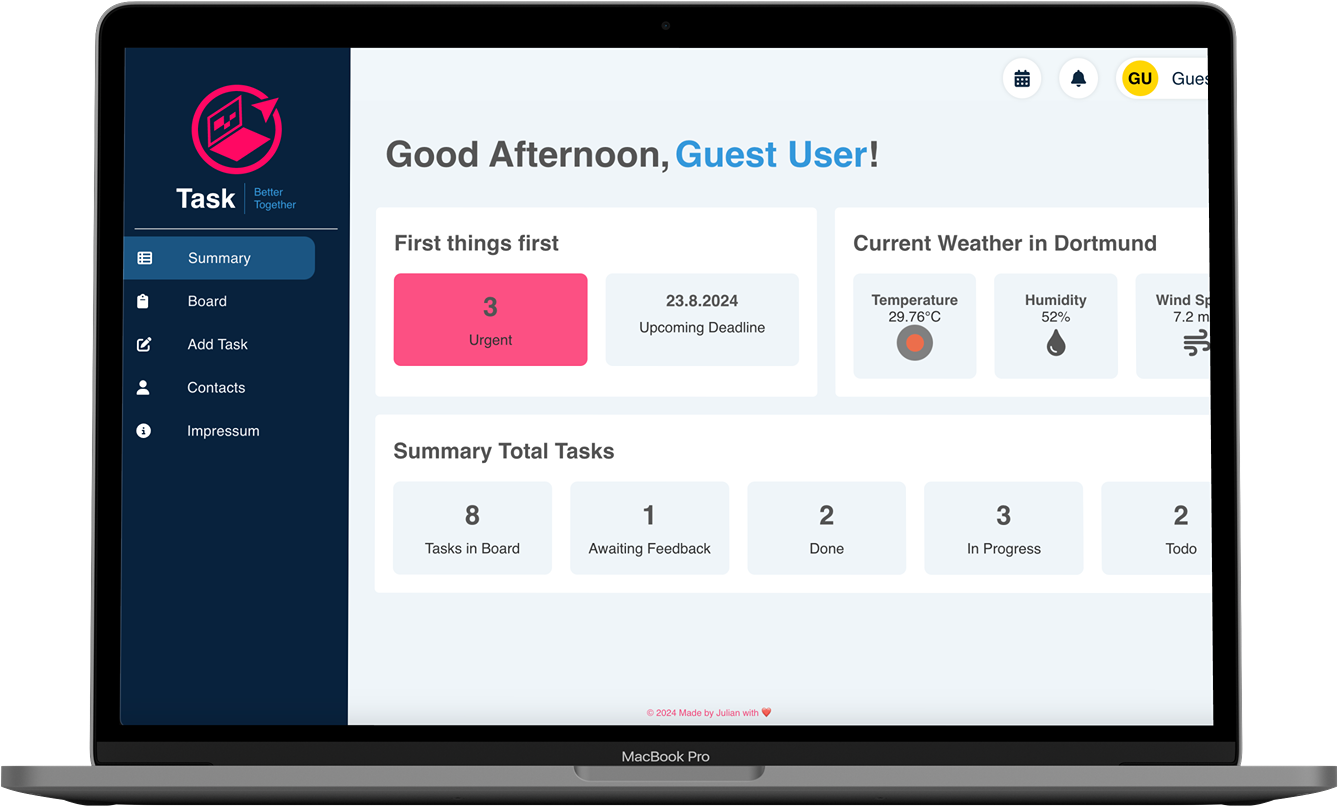 Task
Better
Together
Summary
Board
Add Task
Contacts
Impressum
GU
Good Afternoon, Guest User!
First things first
3
Urgent
23.8.2024
Upcoming Deadline
Current Weather in Dortmund
Temperature
29.76°C
Humidity
52%
Wind
7.2
Summary Total Tasks
8
Tasks in Board
1
Awaiting Feedback
2
Done
3
In Progress
2
Todo
© 2024 Made by Julian with ❤️
MacBook Pro